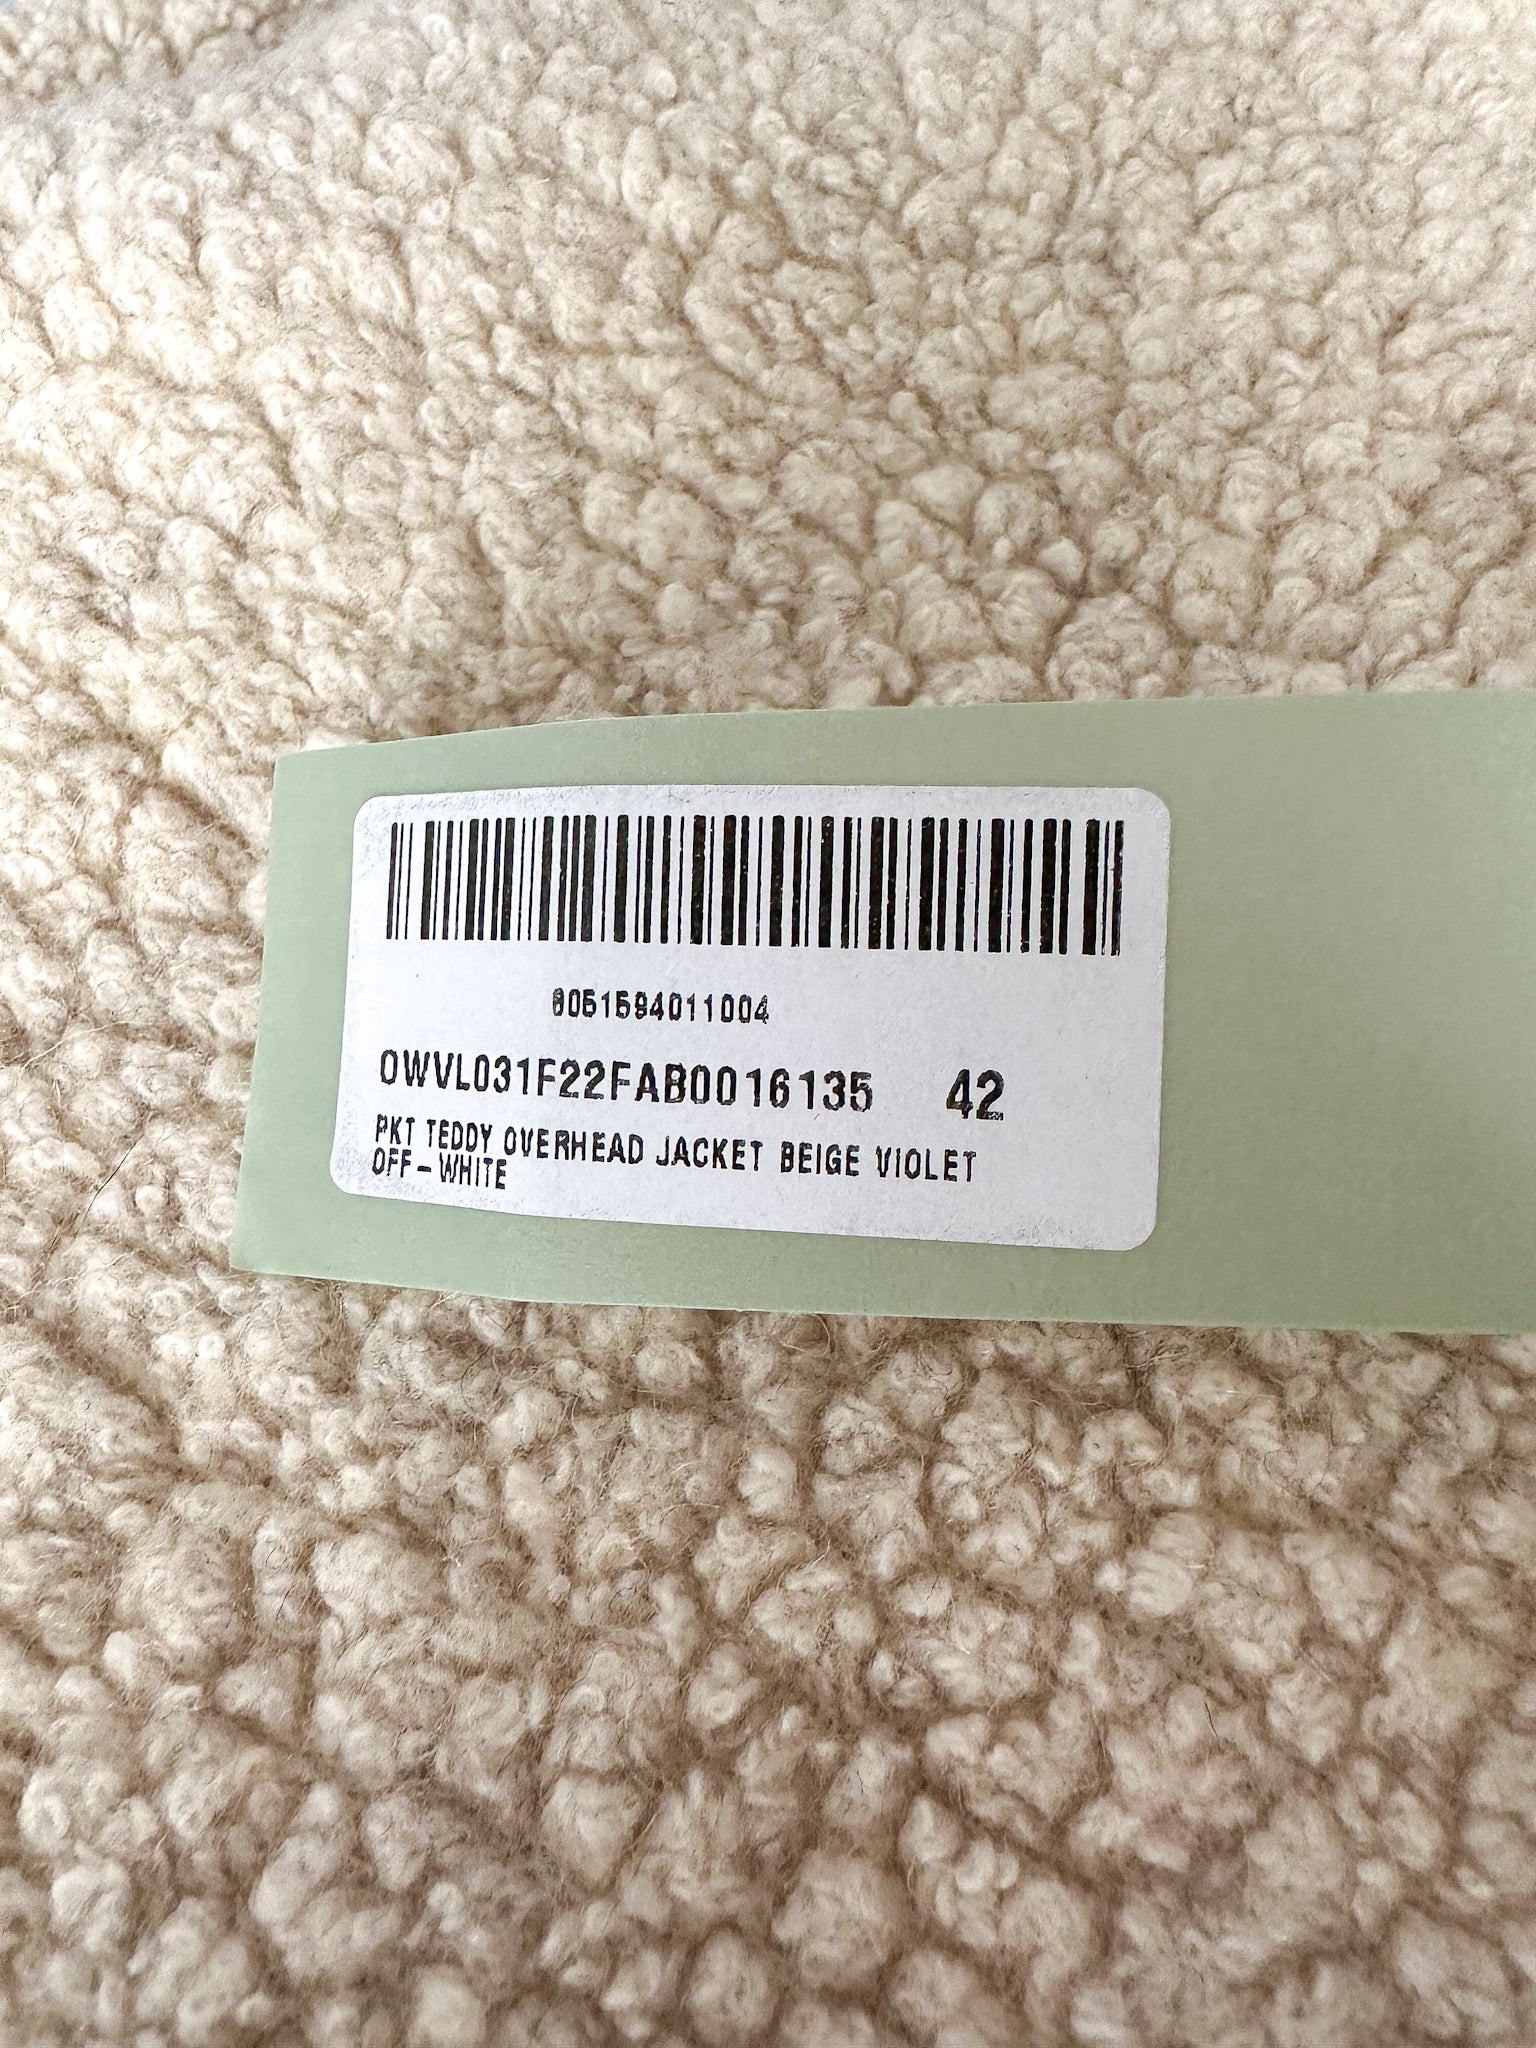 8051594011004
OWVL031F22FAB0016135 42
PKT TEDDY OVERHEAD JACKET BEIGE VIOLET
OFF-WHITE